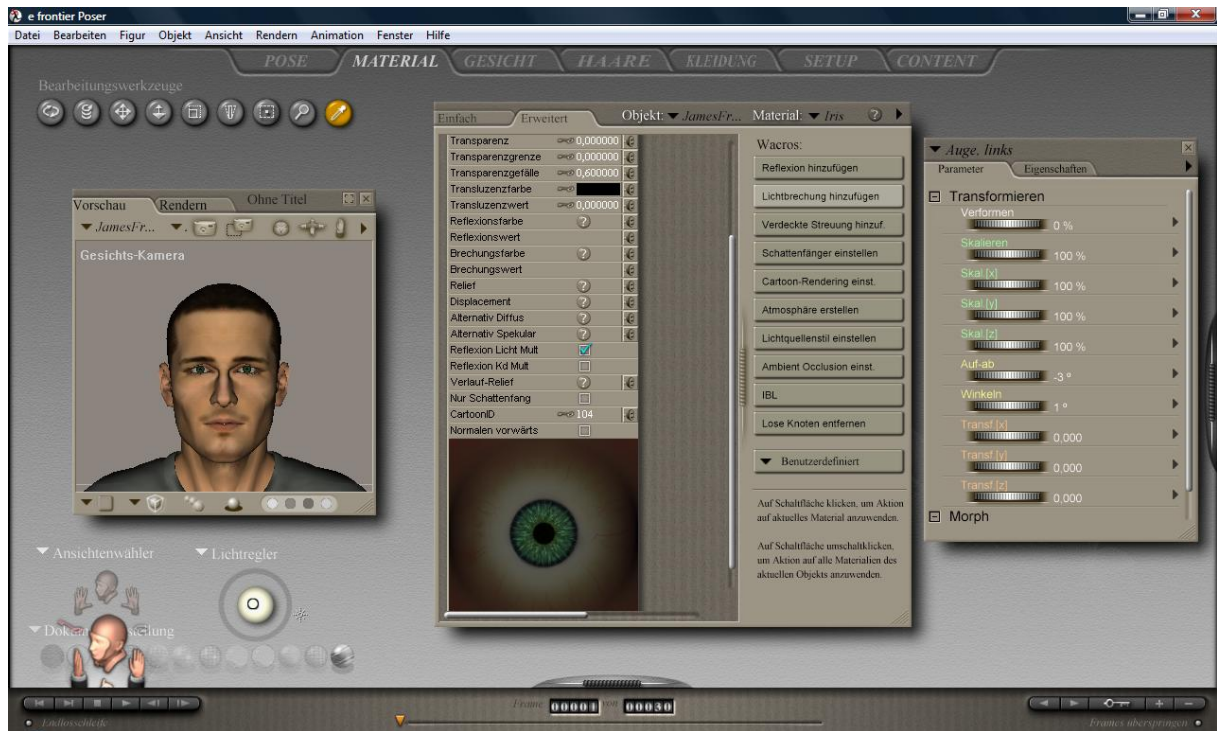 e frontier Poser
Datei Bearbeiten Figur Objekt Ansicht Rendern Animation Fenster Hilfe
POSE MATERIAL GESICHT HAARE KLEIDUNG SETUP CONTENT
Bearbeitungswerkzeuge
Vorschau Rendern Ohne Titel
JamesFr...
Gesichts-Kamera
Ansichtenwähler
Lichtregler
Einfach Erweitert Objekt: JamesFr... Material: Iris ?
Transparenz 0,000000
Transparenzgrenze 0,000000
Transparenzgefälle 0,600000
Transluzenzfarbe
Transluzenzwert 0,000000
Reflexionsfarbe ?
Reflexionswert
Brechungsfarbe ?
Brechungswert
Relief ?
Displacement ?
Alternativ Diffus ?
Alternativ Spekular ?
Reflexion Licht Mult
Reflexion Kd Mult
Verlauf-Relief ?
Nur Schattenfang
CartoonID 104
Normalen vorwärts
Wacros:
Reflexion hinzufügen
Lichtbrechung hinzufügen
Verdeckte Streuung hinzuf.
Schattenfänger einstellen
Cartoon-Rendering einst.
Atmosphäre erstellen
Lichtquellenstil einstellen
Ambient Occlusion einst.
IBL
Lose Knoten entfernen
Benutzerdefiniert
Auf Schaltfläche klicken, um Aktion
auf aktuelles Material anzuwenden.
Auf Schaltfläche umschaltklicken,
um Aktion auf alle Materialien des
aktuellen Objekts anzuwenden.
Auge, links
Parameter Eigenschaften
Transformieren
Verformen
0 %
Skalieren
100 %
Skal.[x]
100 %
Skal.[y]
100 %
Skal.[z]
100 %
Auf-ab
-3 °
Winkeln
1 °
Transf.[x]
0,000
Transf.[y]
0,000
Transf.[z]
0,000
Morph
Frame 00001 von 00030
Endlosschleife
Frames überspringen